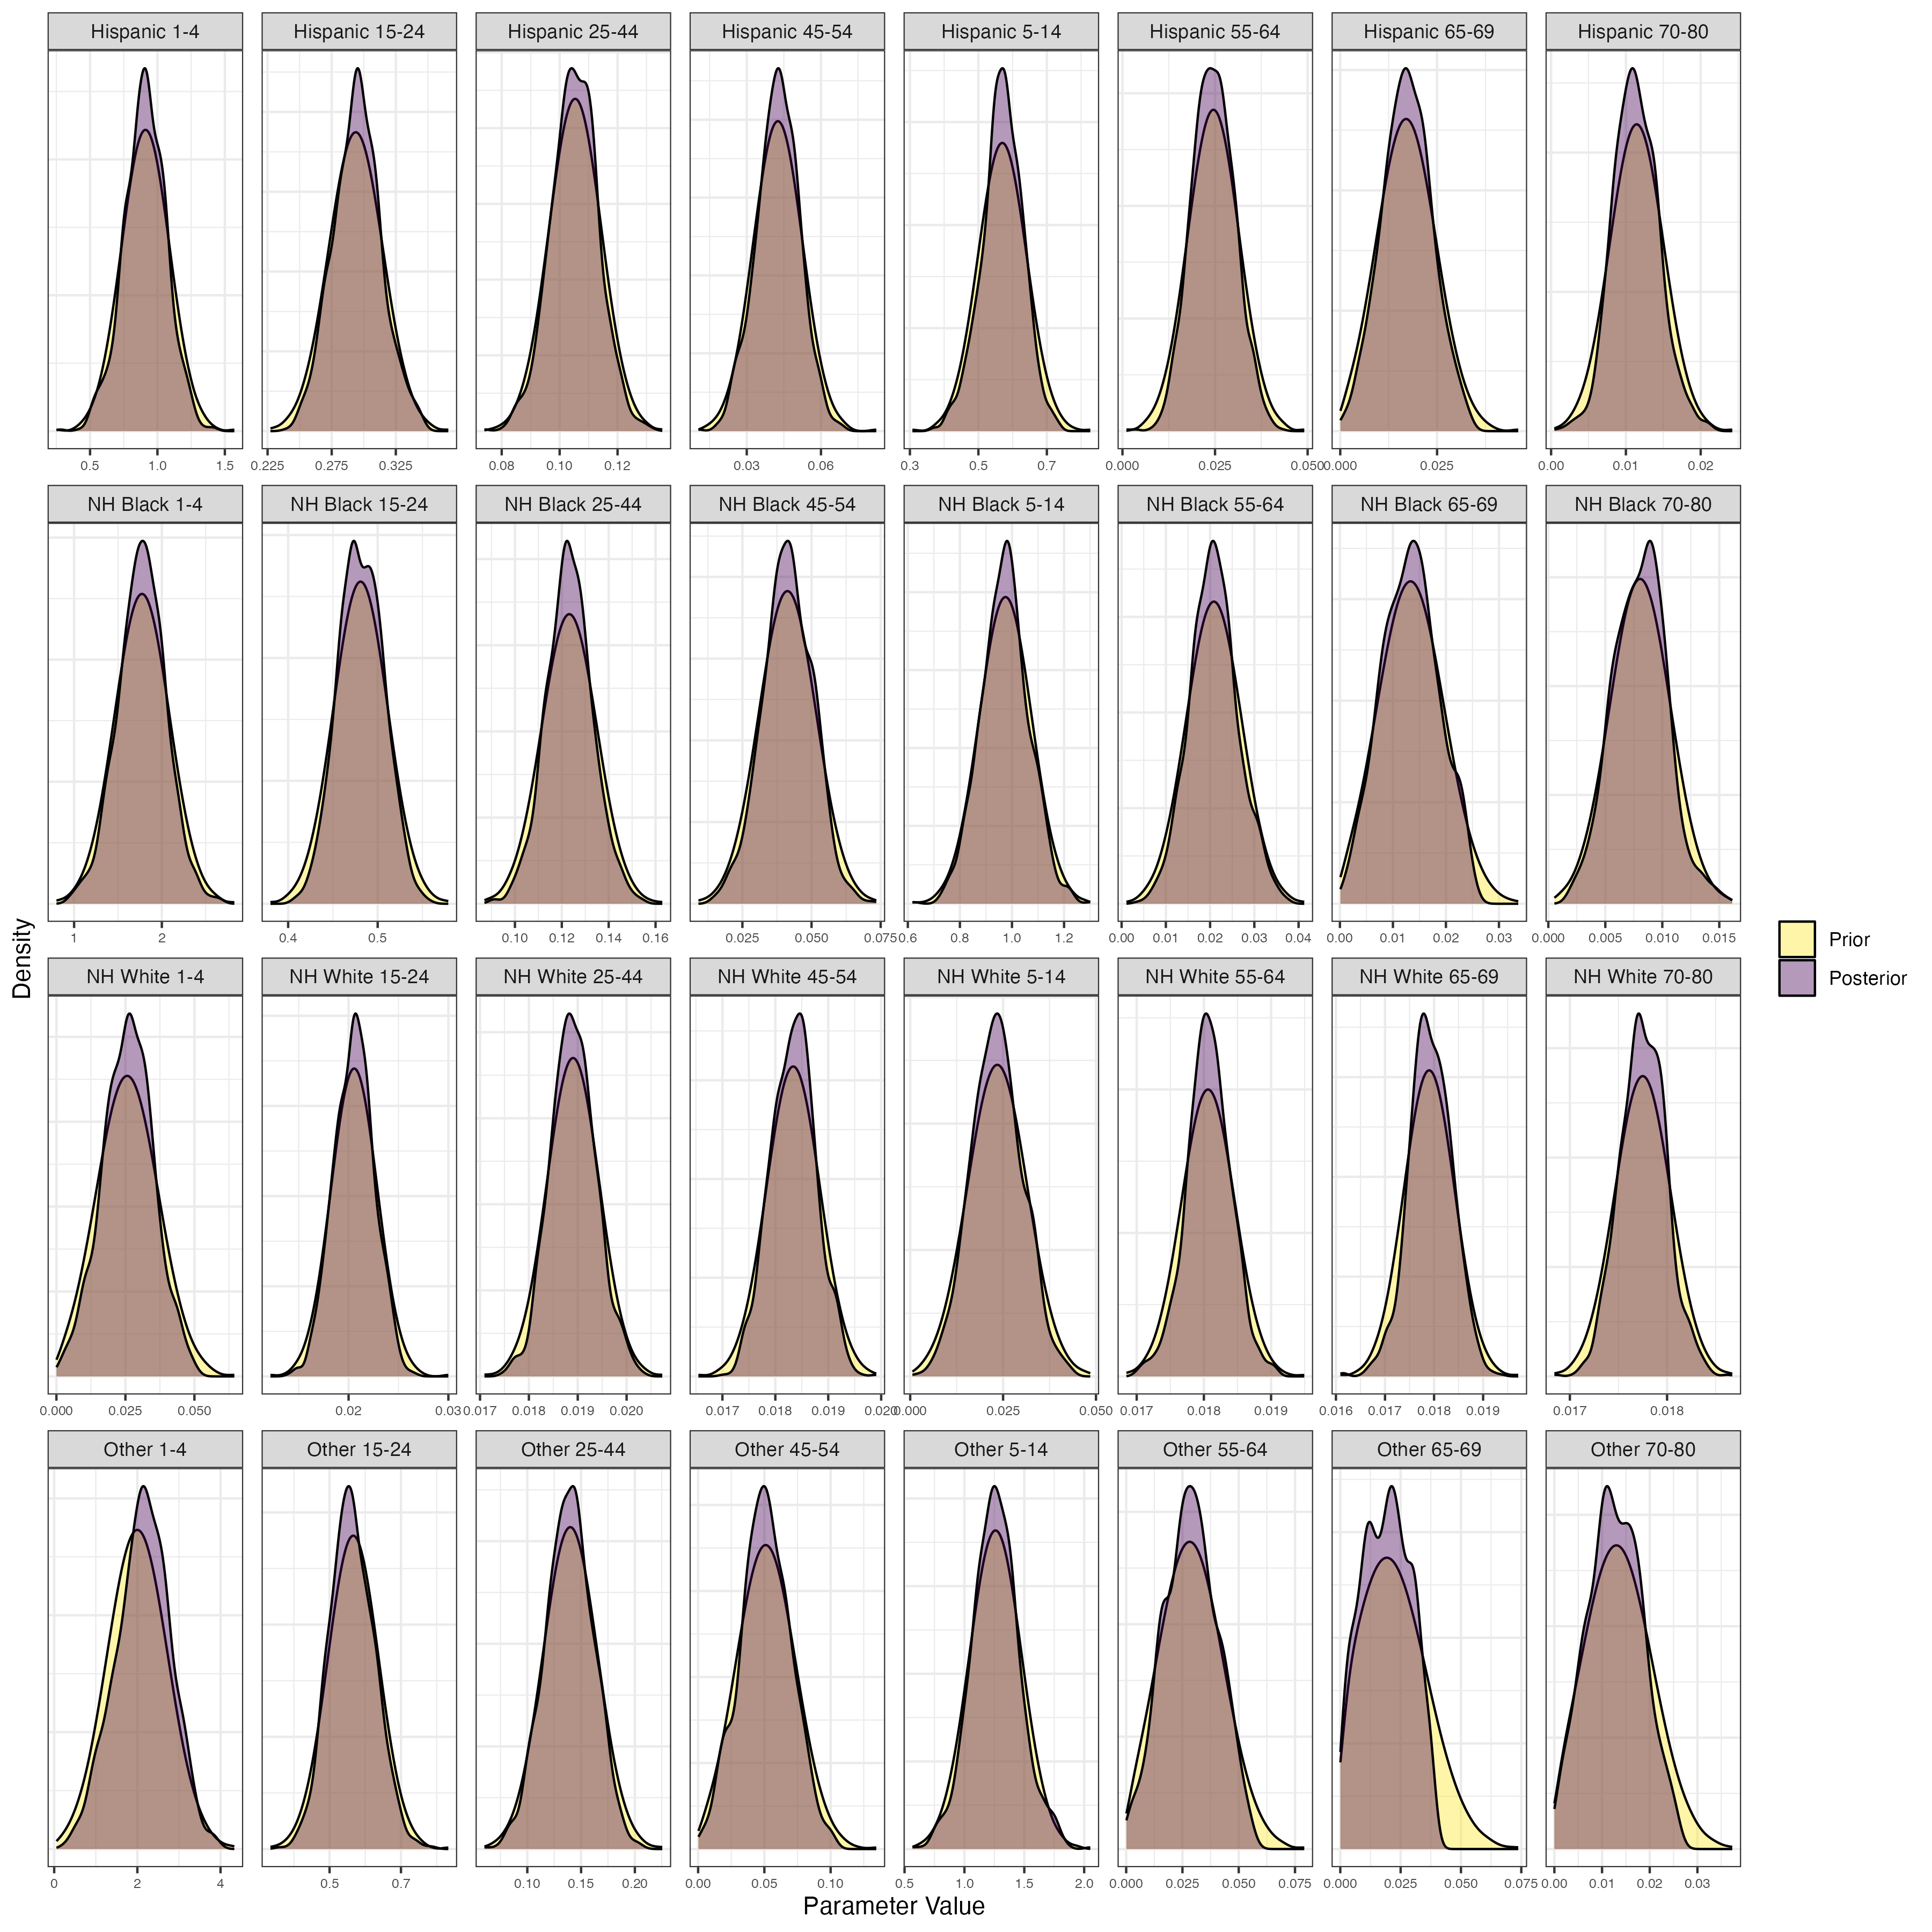 Hispanic 1-4 Hispanic 15-24 Hispanic 25-44 Hispanic 45-54 Hispanic 5-14 Hispanic 55-64 Hispanic 65-69 Hispanic 70-80
0.5 1.0 1.5 0.225 0.275 0.325 0.08 0.10 0.12 0.03 0.06 0.3 0.5 0.7 0.000 0.025 0.050 0.000 0.025 0.00 0.01 0.02
NH Black 1-4 NH Black 15-24 NH Black 25-44 NH Black 45-54 NH Black 5-14 NH Black 55-64 NH Black 65-69 NH Black 70-80
1 2 0.4 0.5 0.10 0.12 0.14 0.16 0.025 0.050 0.075 0.6 0.8 1.0 1.2 0.00 0.01 0.02 0.03 0.04 0.00 0.01 0.02 0.03 0.000 0.005 0.010 0.015
Density
Prior
Posterior
NH White 1-4 NH White 15-24 NH White 25-44 NH White 45-54 NH White 5-14 NH White 55-64 NH White 65-69 NH White 70-80
0.000 0.025 0.050 0.02 0.03 0.017 0.018 0.019 0.020 0.017 0.018 0.019 0.020 0.000 0.025 0.050 0.017 0.018 0.019 0.016 0.017 0.018 0.019 0.017 0.018
Other 1-4 Other 15-24 Other 25-44 Other 45-54 Other 5-14 Other 55-64 Other 65-69 Other 70-80
0 2 4 0.5 0.7 0.10 0.15 0.20 0.00 0.05 0.10 0.5 1.0 1.5 2.0 0.000 0.025 0.050 0.075 0.000 0.025 0.050 0.075 0.00 0.01 0.02 0.03
Parameter Value